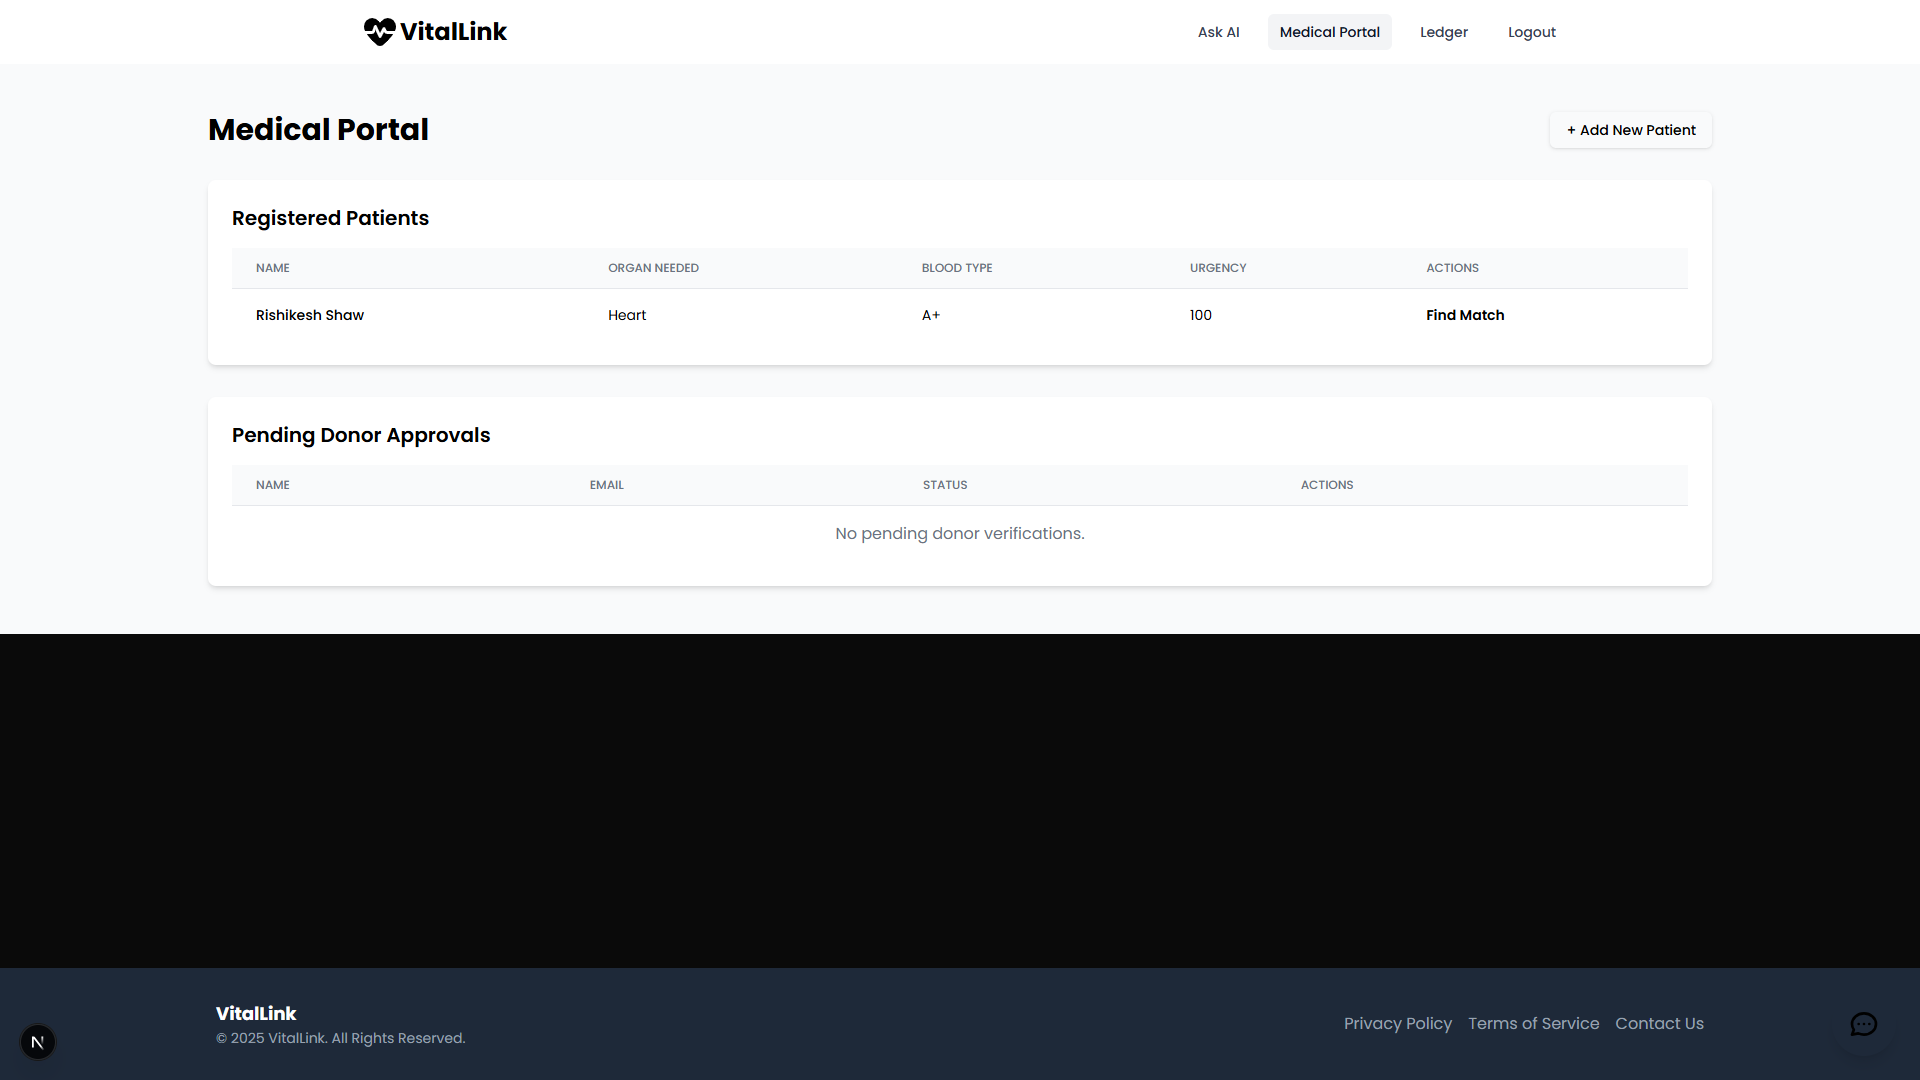 VitalLink
Ask AI
Medical Portal
Ledger
Logout
Medical Portal
+ Add New Patient
Registered Patients
NAME ORGAN NEEDED BLOOD TYPE URGENCY ACTIONS
Rishikesh Shaw Heart A+ 100 Find Match
Pending Donor Approvals
NAME EMAIL STATUS ACTIONS
No pending donor verifications.
VitalLink
© 2025 VitalLink. All Rights Reserved.
Privacy Policy Terms of Service Contact Us
N